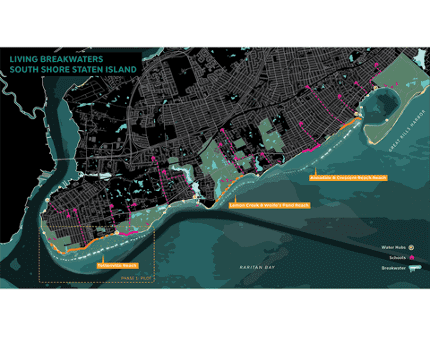 LIVING BREAKWATERS
SOUTH SHORE STATEN ISLAND
GREAT KILLS HARBOR
Annadale & Crescent Beach Reach
Lemon Creek & Wolfe's Pond Reach
Tottenville Reach
PHASE 1: PILOT
RARITAN BAY
Water Hubs
Schools
Breakwater